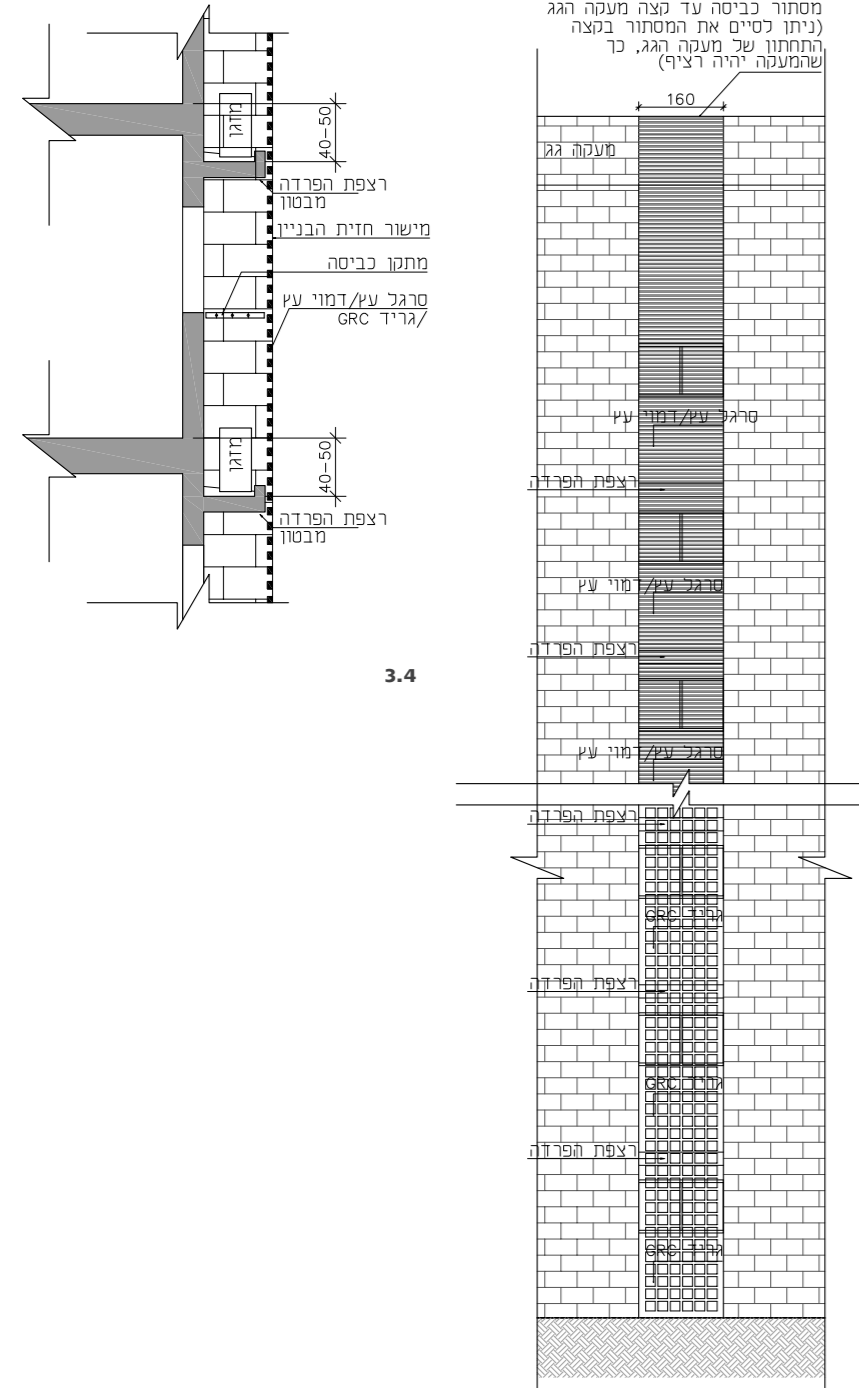 מסתור כביסה עד קצה מעקה הגג
(ניתן לסיים את המסתור בקצה
התחתון של מעקה הגג, כך
שהמעקה יהיה רציף)
160
מעקה גג
סרגל עץ/דמוי עץ
רצפת הפרדה
סרגל עץ/דמוי עץ
רצפת הפרדה
סרגל עץ/דמוי עץ
רצפת הפרדה
גריד GRC
רצפת הפרדה
גריד GRC
רצפת הפרדה
גריד GRC
מזגן
40-50
רצפת הפרדה
מבטון
מישור חזית הבניין
מתקן כביסה
סרגל עץ/דמוי עץ
/גריד GRC
מזגן
40-50
רצפת הפרדה
מבטון
3.4